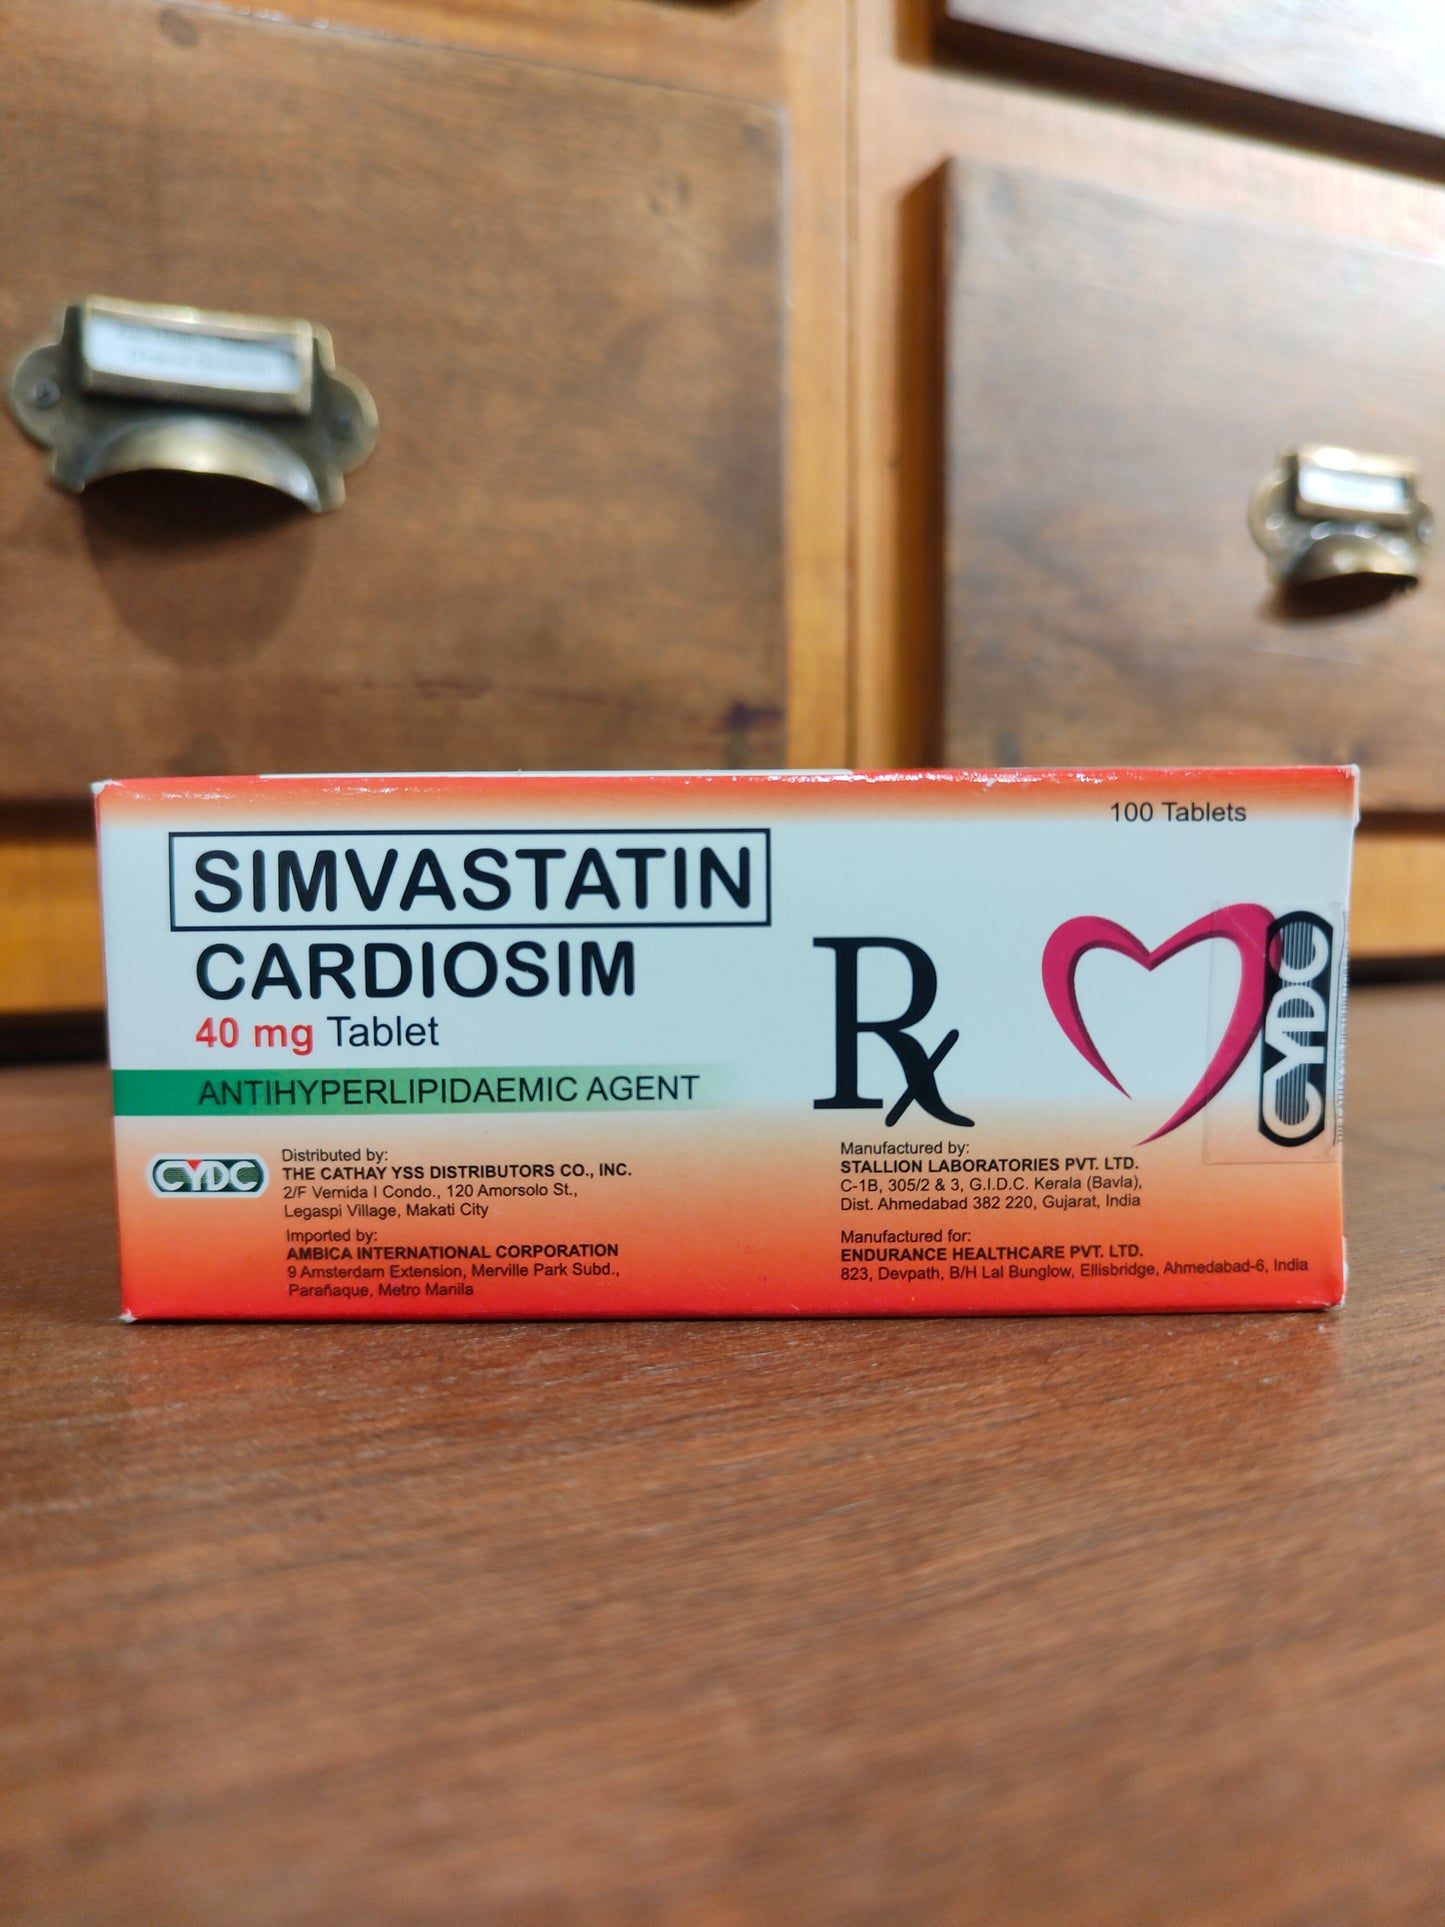 100 Tablets
SIMVASTATIN
CARDIOSIM
40 mg Tablet
ANTIHYPERLIPIDAEMIC AGENT
Rx
CYDC
CYDC
Distributed by:
THE CATHAY YSS DISTRIBUTORS CO., INC.
2/F Vernida I Condo., 120 Amorsolo St.,
Legaspi Village, Makati City
Imported by:
AMBICA INTERNATIONAL CORPORATION
9 Amsterdam Extension, Merville Park Subd.,
Parañaque, Metro Manila
Manufactured by:
STALLION LABORATORIES PVT. LTD.
C-1B, 305/2 & 3, G.I.D.C. Kerala (Bavla),
Dist. Ahmedabad 382 220, Gujarat, India
Manufactured for:
ENDURANCE HEALTHCARE PVT. LTD.
823, Devpath, B/H Lal Bunglow, Ellisbridge, Ahmedabad-6, India